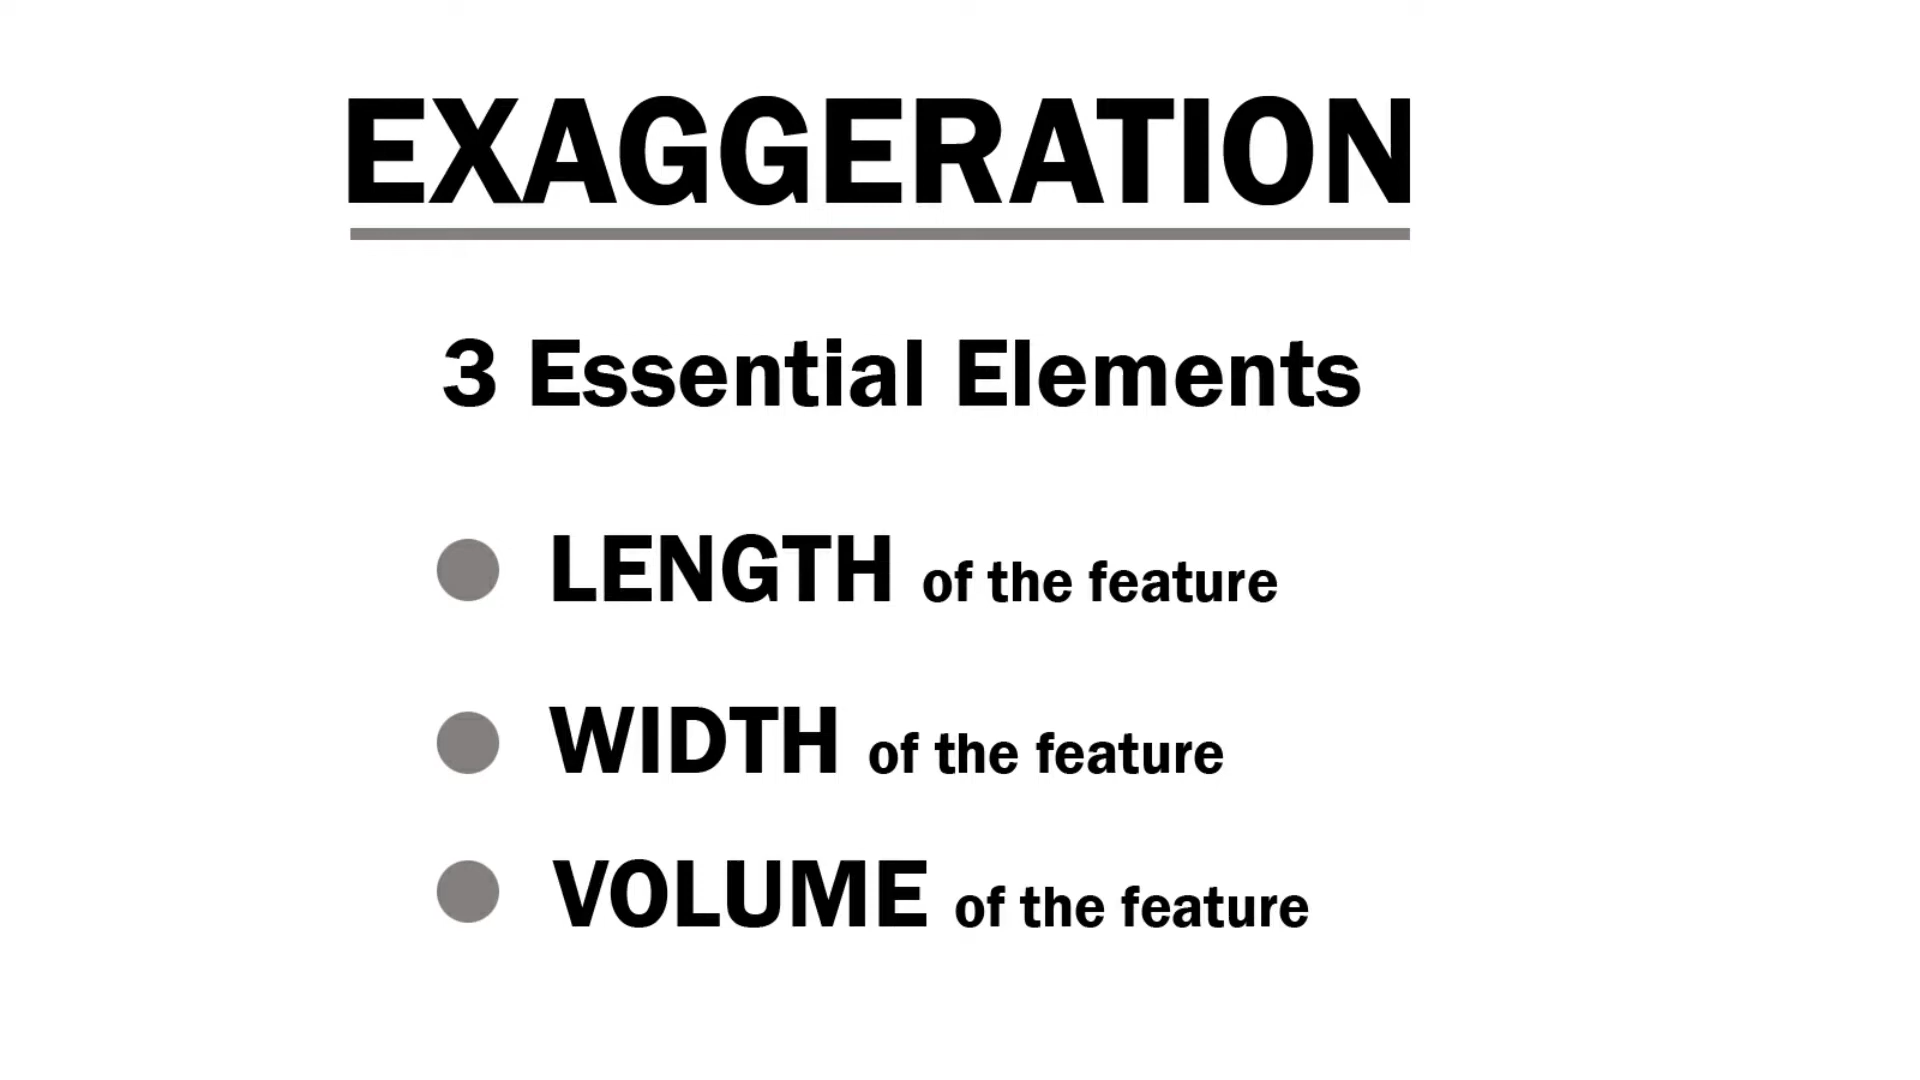 EXAGGERATION
3 Essential Elements
LENGTH of the feature
WIDTH of the feature
VOLUME of the feature